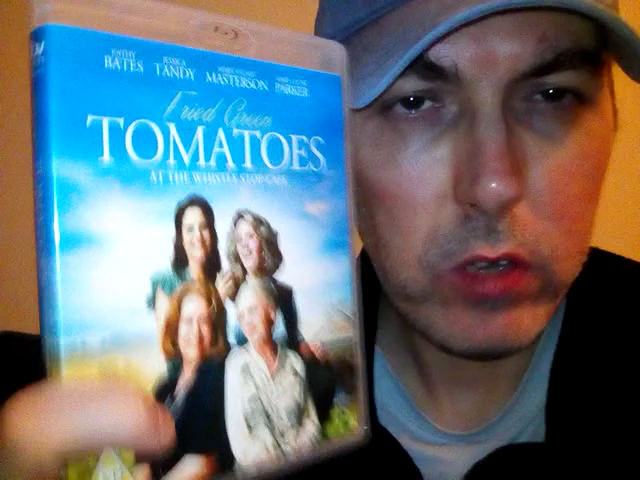 KATHY BATES
JESSICA TANDY
MARY STUART MASTERSON
MARY-LOUISE PARKER
Fried Green
TOMATOES
AT THE WHISTLE STOP CAFE